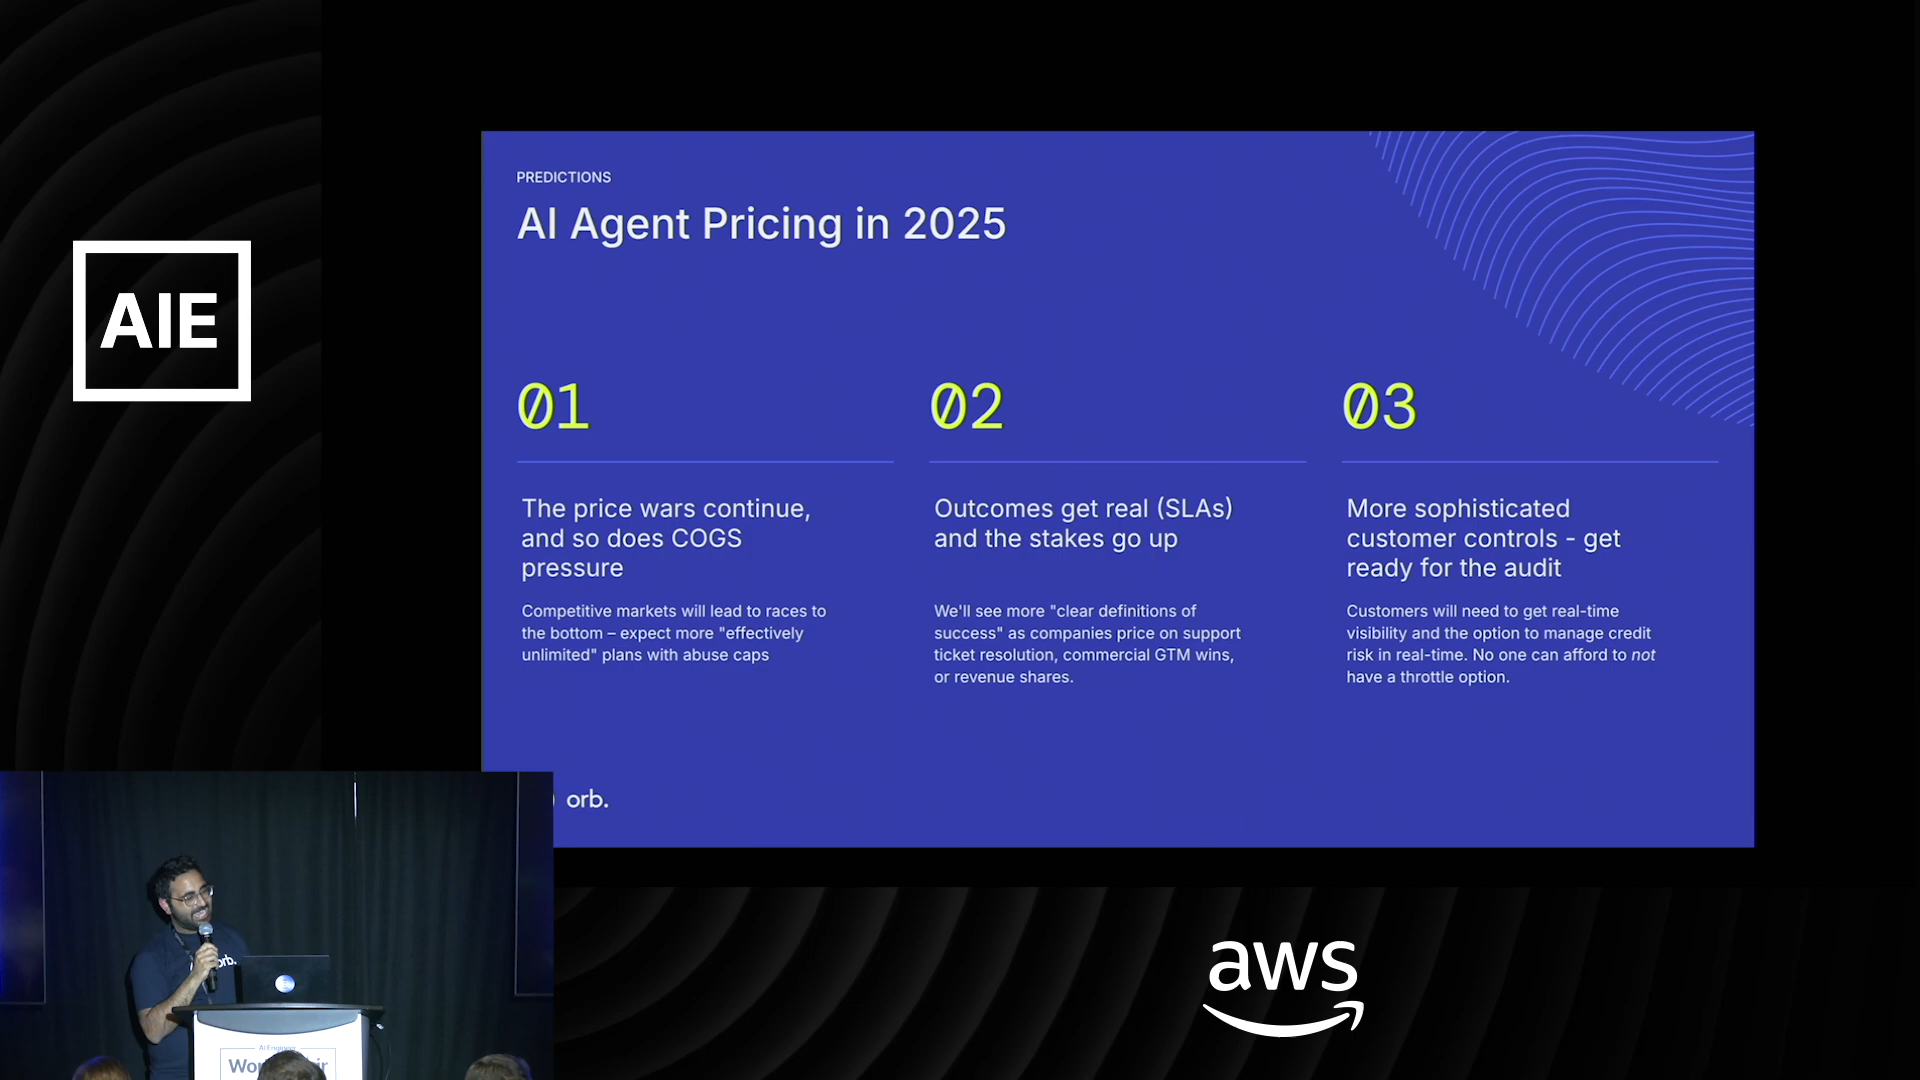 PREDICTIONS
AI Agent Pricing in 2025
AIE
01
The price wars continue,
and so does COGS
pressure
Competitive markets will lead to races to
the bottom – expect more "effectively
unlimited" plans with abuse caps
02
Outcomes get real (SLAs)
and the stakes go up
We'll see more "clear definitions of
success" as companies price on support
ticket resolution, commercial GTM wins,
or revenue shares.
03
More sophisticated
customer controls - get
ready for the audit
Customers will need to get real-time
visibility and the option to manage credit
risk in real-time. No one can afford to not
have a throttle option.
orb.
orb.
AI Engineer
aws